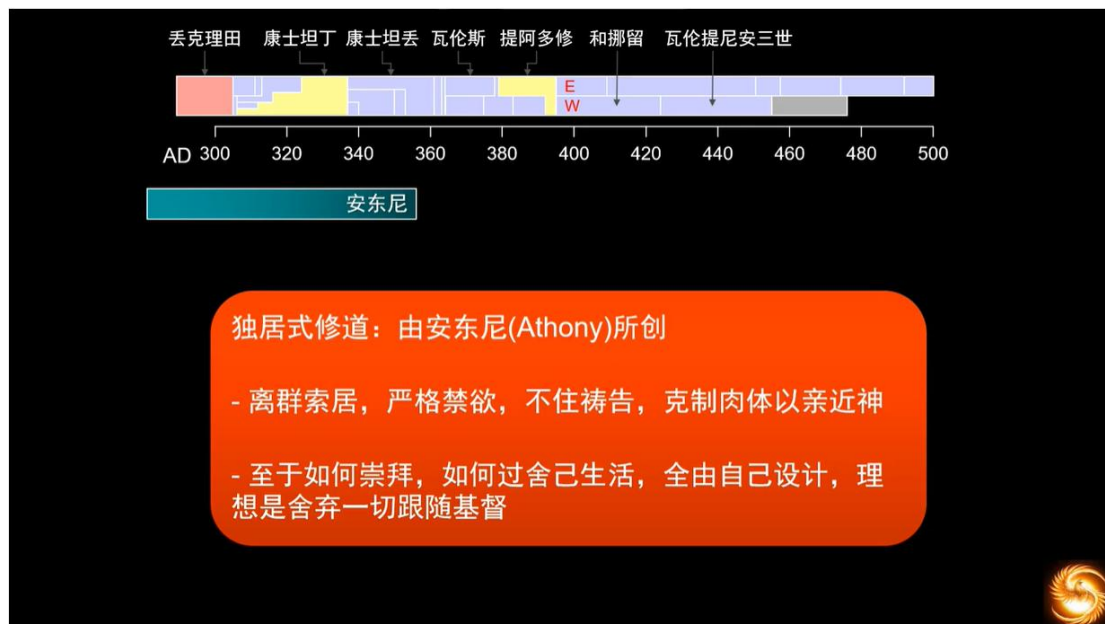 丢克理田 康士坦丁 康士坦丢 瓦伦斯 提阿多修 和挪留 瓦伦提尼安三世
E
W
AD 300 320 340 360 380 400 420 440 460 480 500
安东尼
独居式修道：由安东尼(Athony)所创
- 离群索居，严格禁欲，不住祷告，克制肉体以亲近神
- 至于如何崇拜，如何过舍己生活，全由自己设计，理
想是舍弃一切跟随基督